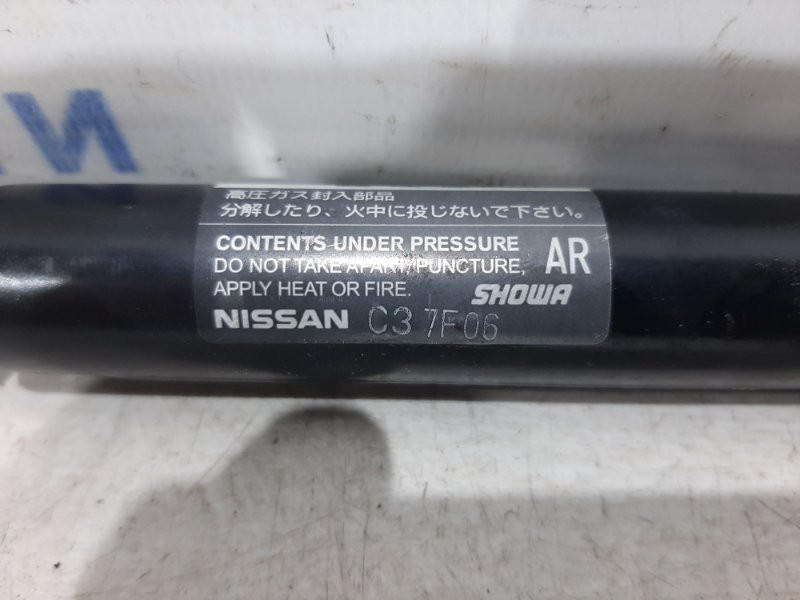 高圧ガス封入部品
分解したり、火中に投じないで下さい。
CONTENTS UNDER PRESSURE
DO NOT TAKE APART/PUNCTURE, AR
APPLY HEAT OR FIRE. SHOWA
NISSAN C3 7F06